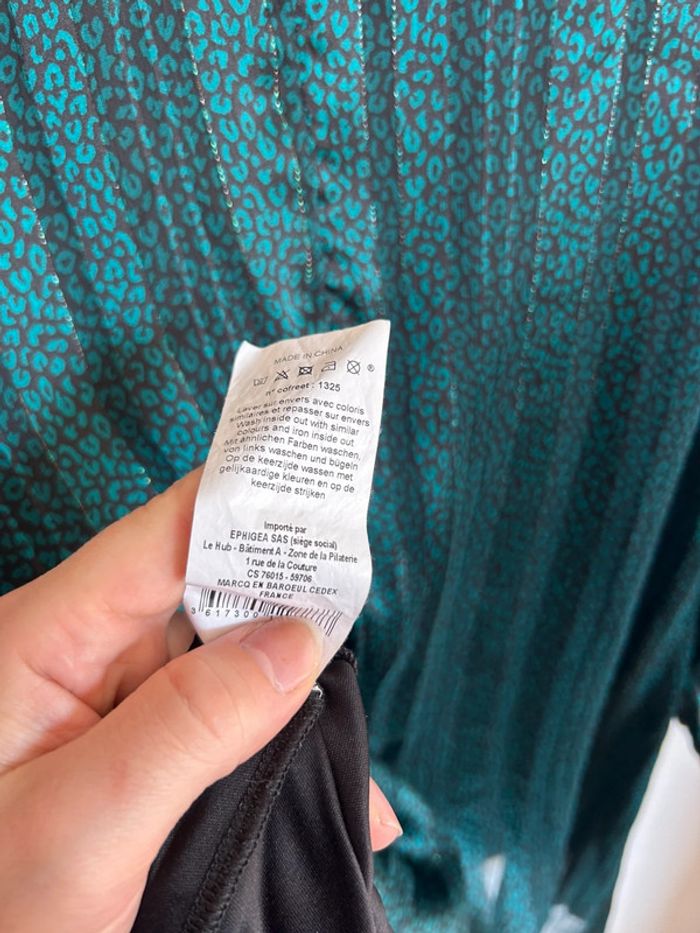 MADE IN CHINA
®
n° cofreet : 1325
Laver sur envers avec coloris
similaires et repasser sur envers
Wash inside out with similar
colours and iron inside out
Mit ähnlichen Farben waschen,
von links waschen und bügeln
Op de keerzijde wassen met
gelijkaardige kleuren en op de
keerzijde strijken
Importé par
EPHIGEA SAS (siège social)
Le Hub - Bâtiment A - Zone de la Pilaterie
1 rue de la Couture
CS 76015 - 59706
MARCQ EN BAROEUL CEDEX
FRANCE
3 617300